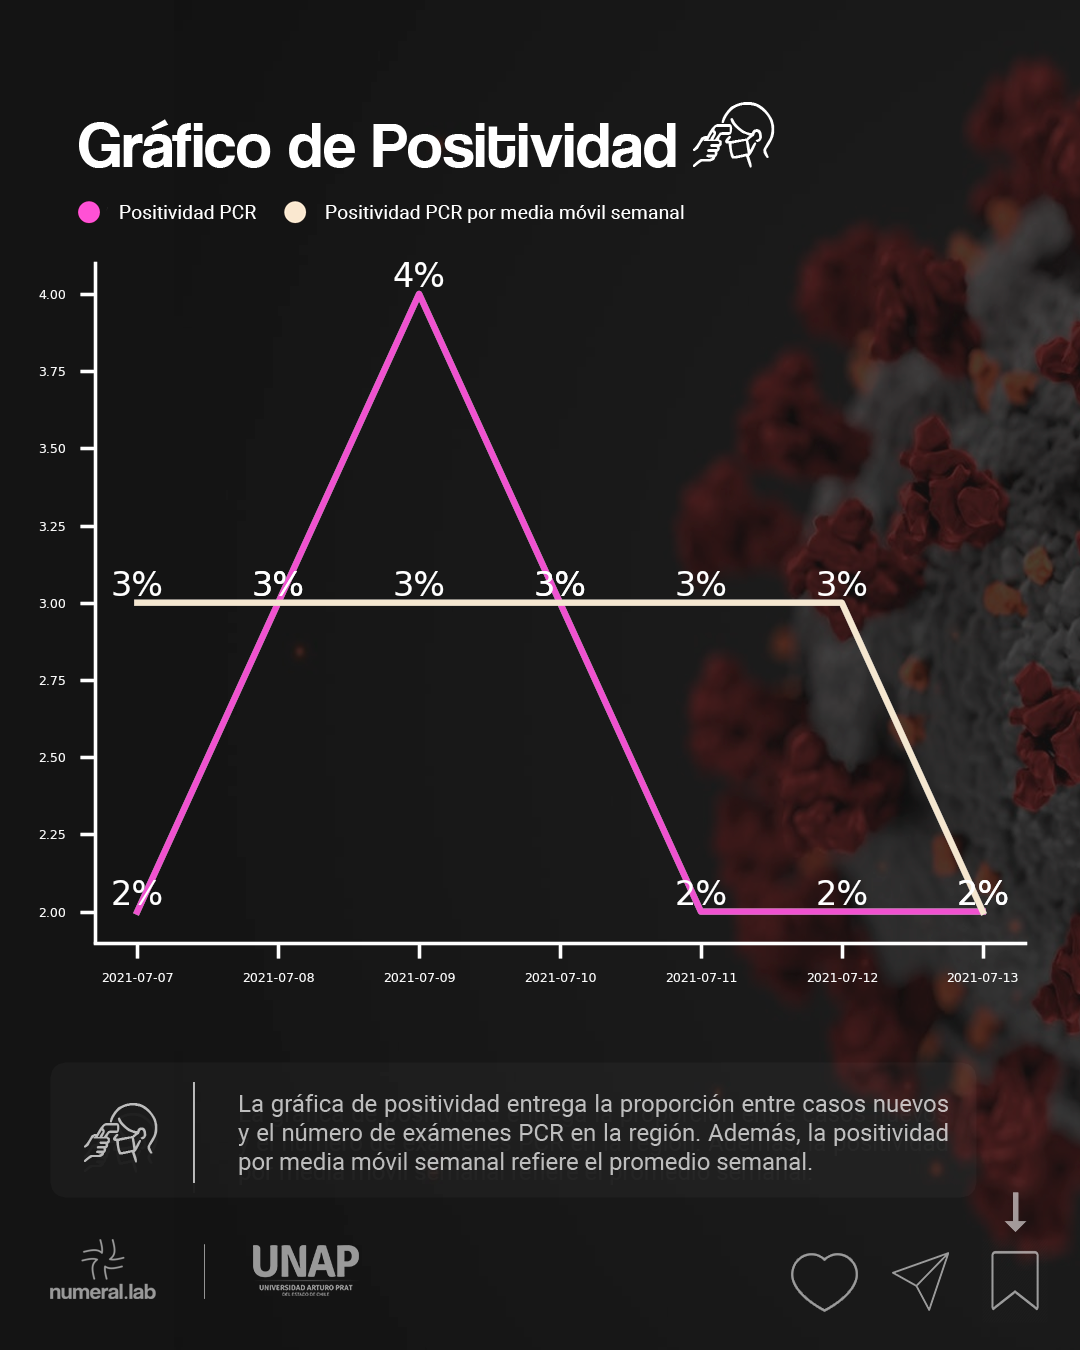 Gráfico de Positividad
Positividad PCR
Positividad PCR por media móvil semanal
4%
4.00
3.75
3.50
3.25
3% 3% 3% 3% 3% 3%
3.00
2.75
2.50
2.25
2% 2% 2% 2%
2.00
2021-07-07 2021-07-08 2021-07-09 2021-07-10 2021-07-11 2021-07-12 2021-07-13
La gráfica de positividad entrega la proporción entre casos nuevos
y el número de exámenes PCR en la región. Además, la positividad
por media móvil semanal refiere el promedio semanal.
numeral.lab
UNAP
UNIVERSIDAD ARTURO PRAT
DEL ESTADO DE CHILE